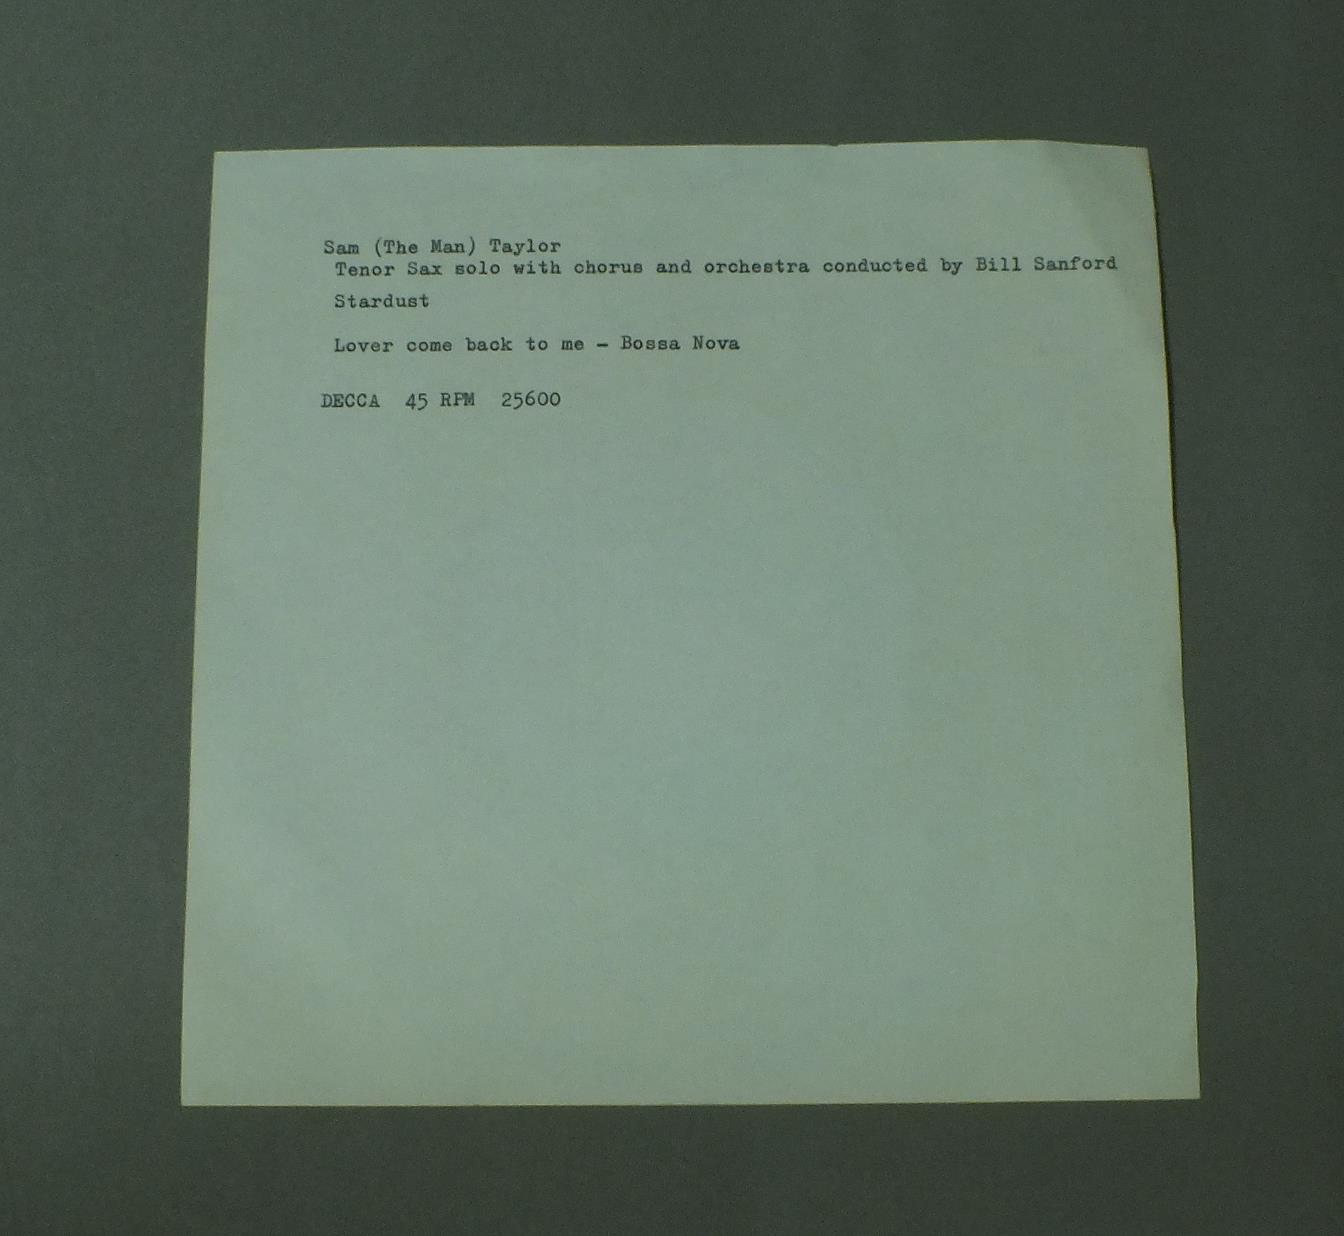 Sam (The Man) Taylor
Tenor Sax solo with chorus and orchestra conducted by Bill Sanford
Stardust
Lover come back to me - Bossa Nova
DECCA 45 RPM 25600